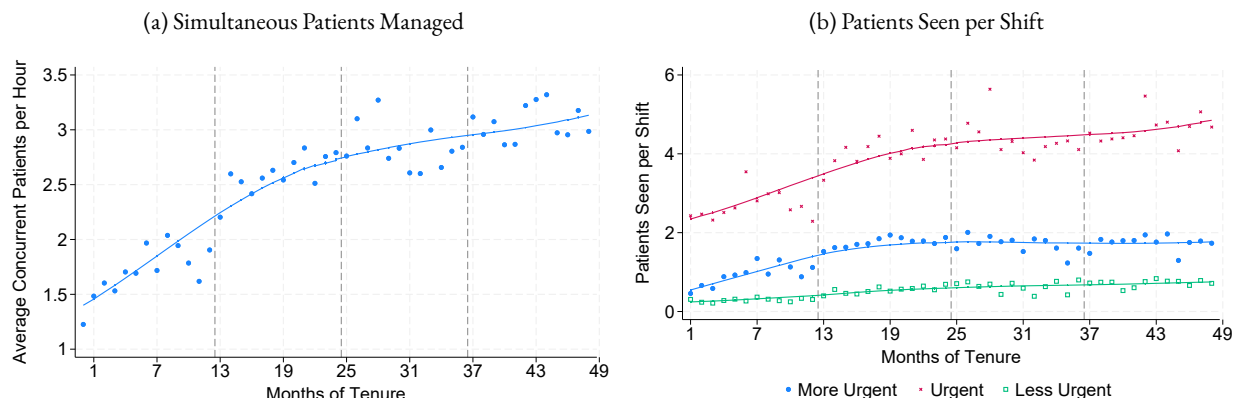 (a) Simultaneous Patients Managed
Average Concurrent Patients per Hour
3.5
3
2.5
2
1.5
1
1 7 13 19 25 31 37 43 49
Months of Tenure
(b) Patients Seen per Shift
Patients Seen per Shift
6
4
2
0
1 7 13 19 25 31 37 43 49
Months of Tenure
More Urgent Urgent Less Urgent